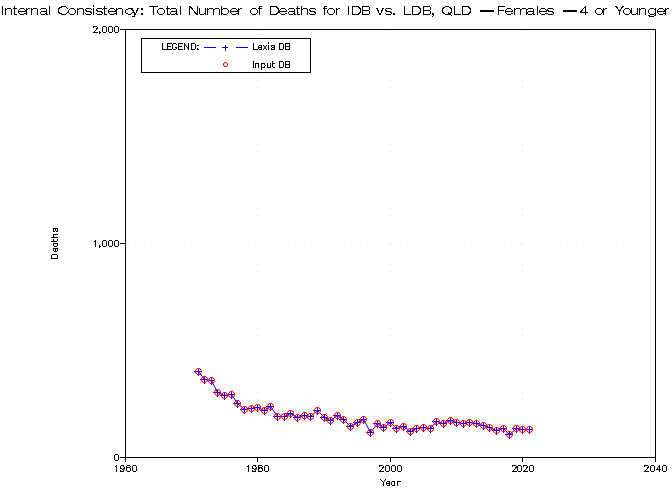 Internal Consistency: Total Number of Deaths for IDB vs. LDB, QLD —Females —4 or Younger
2,000
LEGEND: Lexis DB
Input DB
Deaths
1,000
0
1960 1980 2000 2020 2040
Year